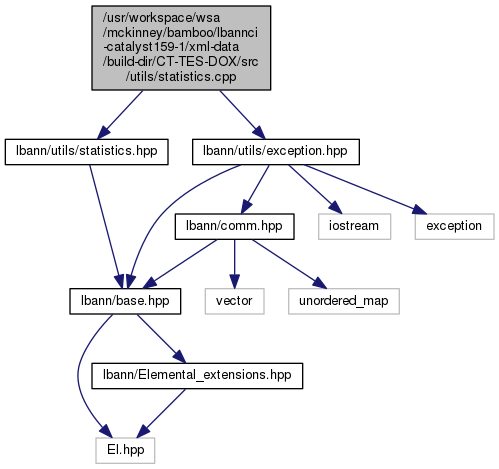 /usr/workspace/wsa
/mckinney/bamboo/lbannci
-catalyst159-1/xml-data
/build-dir/CT-TES-DOX/src
/utils/statistics.cpp
lbann/utils/statistics.hpp
lbann/utils/exception.hpp
lbann/comm.hpp
iostream
exception
lbann/base.hpp
vector
unordered_map
lbann/Elemental_extensions.hpp
El.hpp